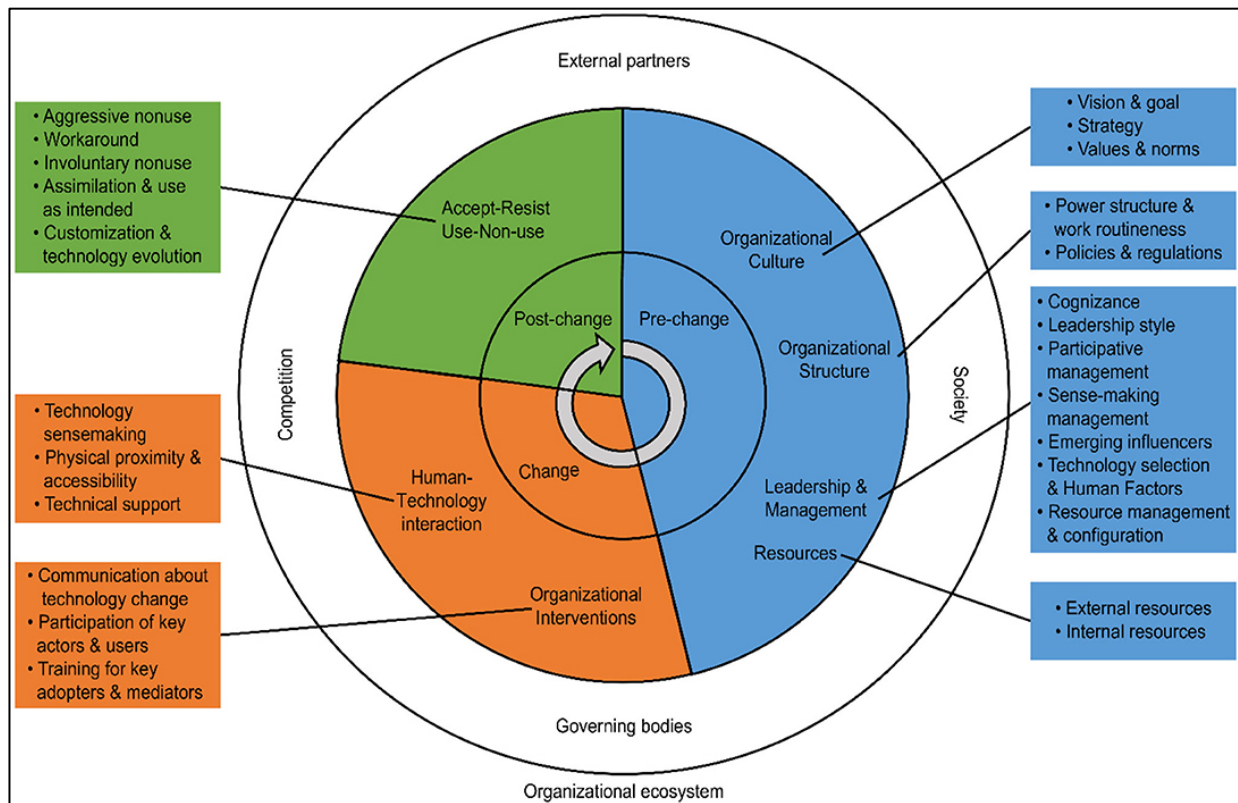 External partners
• Aggressive nonuse
• Workaround
• Involuntary nonuse
• Assimilation & use
as intended
• Customization &
technology evolution
• Vision & goal
• Strategy
• Values & norms
Accept-Resist
Use-Non-use
Organizational
Culture
• Power structure &
work routineness
• Policies & regulations
Post-change
Pre-change
Organizational
Structure
• Cognizance
• Leadership style
• Participative
management
• Sense-making
management
• Emerging influencers
• Technology selection
& Human Factors
• Resource management
& configuration
Competition
Society
• Technology
sensemaking
• Physical proximity &
accessibility
• Technical support
Change
Human-
Technology
interaction
Leadership &
Management
Resources
• Communication about
technology change
• Participation of key
actors & users
• Training for key
adopters & mediators
Organizational
Interventions
• External resources
• Internal resources
Governing bodies
Organizational ecosystem